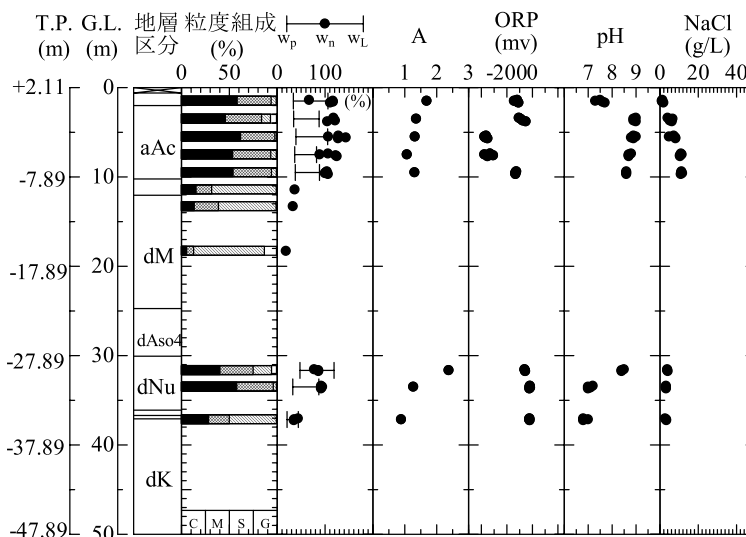 T.P. G.L. 地層 粒度組成
(m) (m) 区分 (%)
wp wn wL
A
ORP
(mv)
pH
NaCl
(g/L)
0 50 0 100 1 2 3 -200 0 7 8 9 0 20 40
(%)
+2.11 0
aAc
-7.89 10
dM
-17.89 20
dAso4
-27.89 30
dNu
-37.89 40
dK
C M S G
-47.89 50